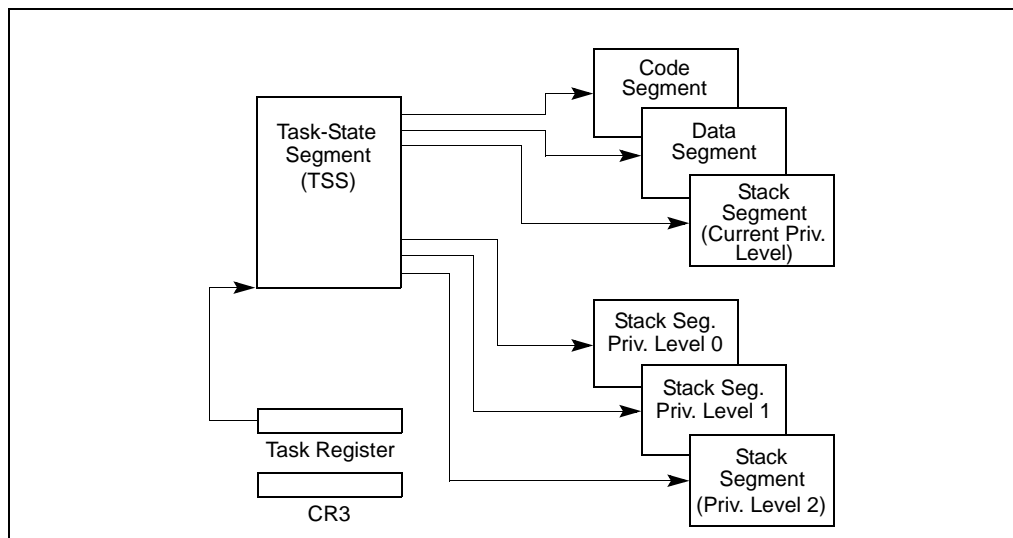 Task-State
Segment
(TSS)
Code
Segment
Data
Segment
Stack
Segment
(Current Priv.
Level)
Stack Seg.
Priv. Level 0
Stack Seg.
Priv. Level 1
Stack
Segment
(Priv. Level 2)
Task Register
CR3